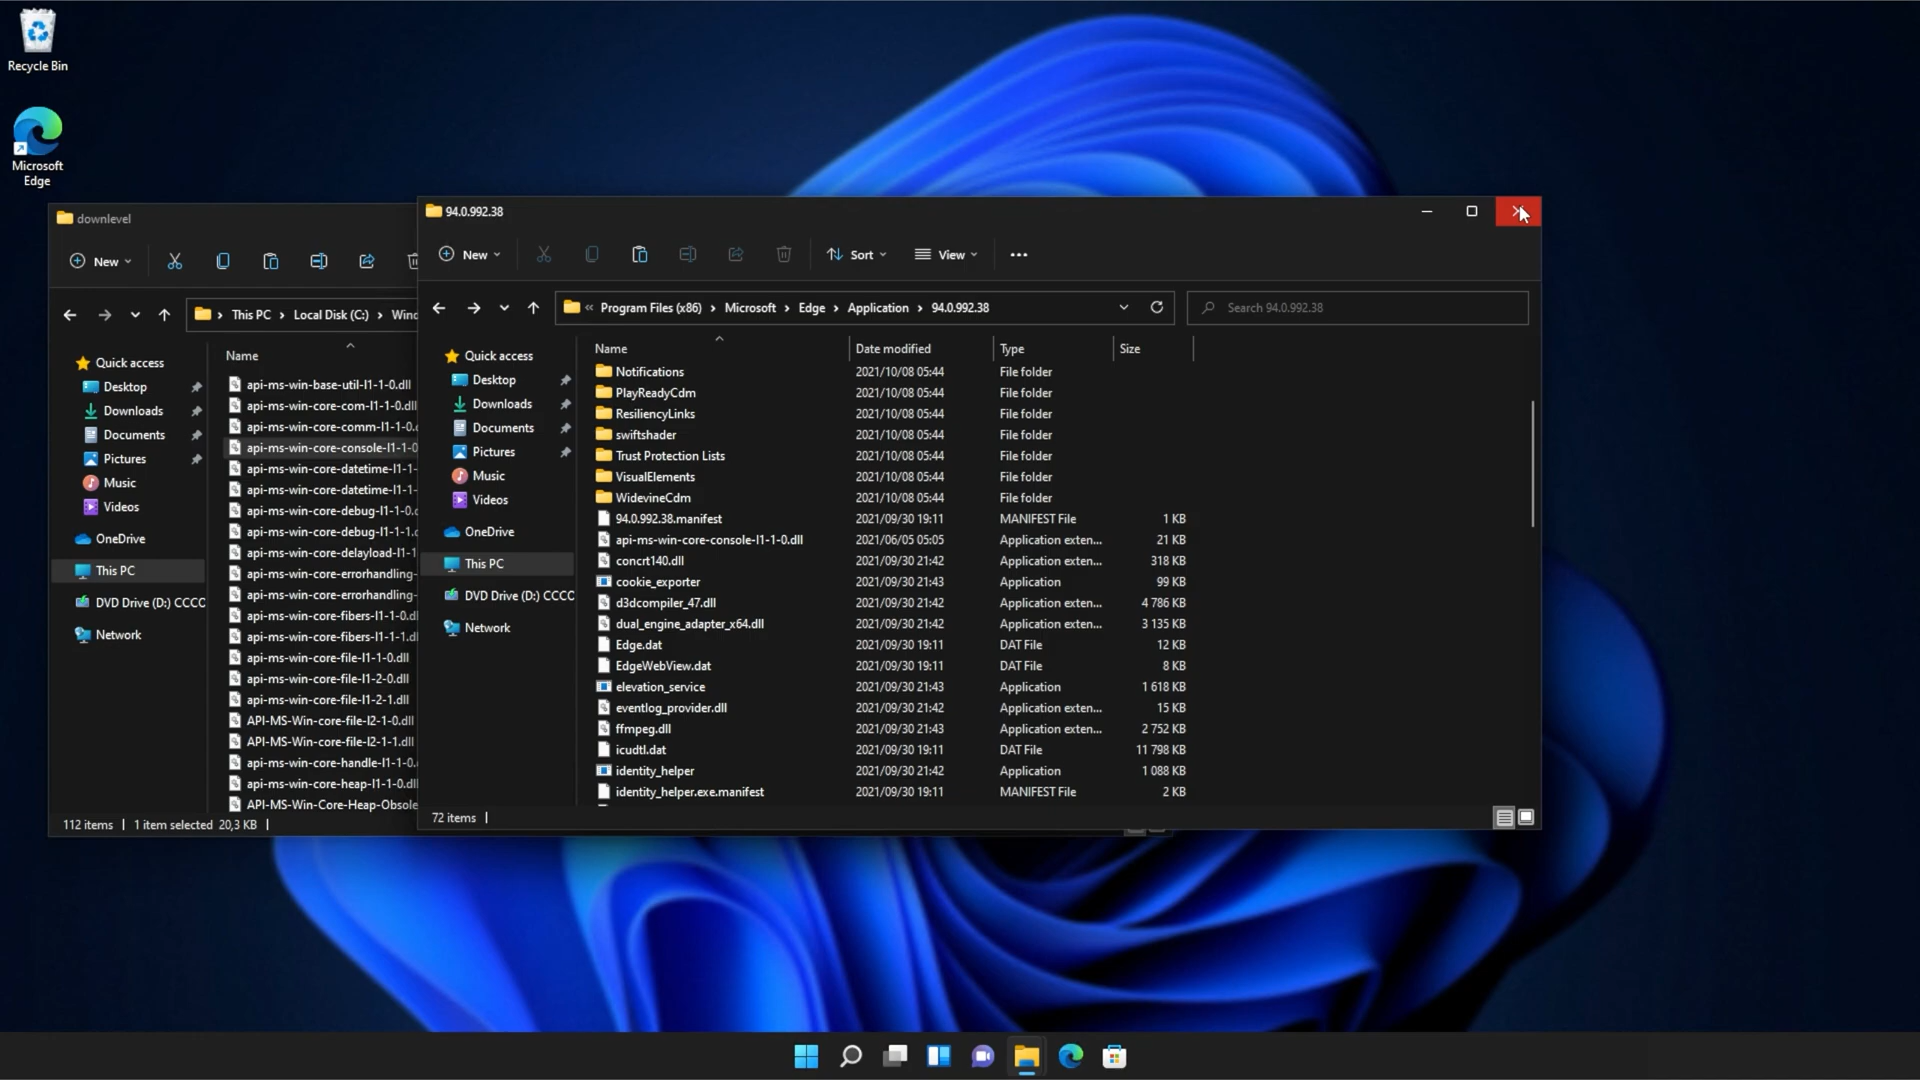 Recycle Bin
Microsoft
Edge
downlevel
New
This PC
Local Disk (C:)
Name
Quick access
Desktop
Downloads
Documents
Pictures
Music
Videos
OneDrive
This PC
DVD Drive (D:) CCCC
Network
api-ms-win-base-util-l1-1-0.dll
api-ms-win-core-com-l1-1-0.dll
api-ms-win-core-comm-l1-1-0.
api-ms-win-core-console-l1-1-0
api-ms-win-core-datetime-l1-1-
api-ms-win-core-datetime-l1-1-
api-ms-win-core-debug-l1-1-0.
api-ms-win-core-debug-l1-1-1.
api-ms-win-core-delayload-l1-1
api-ms-win-core-errorhandling-
api-ms-win-core-errorhandling-
api-ms-win-core-fibers-l1-1-0.d
api-ms-win-core-fibers-l1-1-1.d
api-ms-win-core-file-l1-1-0.dll
api-ms-win-core-file-l1-2-0.dll
api-ms-win-core-file-l1-2-1.dll
API-MS-Win-core-file-l2-1-0.dll
API-MS-Win-core-file-l2-1-1.dll
api-ms-win-core-handle-l1-1-0.
api-ms-win-core-heap-l1-1-0.dll
API-MS-Win-Core-Heap-Obsole
112 items
1 item selected 20,3 KB
94.0.992.38
New
Sort
View
« Program Files (x86) › Microsoft › Edge › Application › 94.0.992.38
Search 94.0.992.38
Quick access
Desktop
Downloads
Documents
Pictures
Music
Videos
OneDrive
This PC
DVD Drive (D:) CCCC
Network
Name Date modified Type Size
Notifications 2021/10/08 05:44 File folder
PlayReadyCdm 2021/10/08 05:44 File folder
ResiliencyLinks 2021/10/08 05:44 File folder
swiftshader 2021/10/08 05:44 File folder
Trust Protection Lists 2021/10/08 05:44 File folder
VisualElements 2021/10/08 05:44 File folder
WidevineCdm 2021/10/08 05:44 File folder
94.0.992.38.manifest 2021/09/30 19:11 MANIFEST File 1 KB
api-ms-win-core-console-l1-1-0.dll 2021/06/05 05:05 Application exten... 21 KB
concrt140.dll 2021/09/30 21:42 Application exten... 318 KB
cookie_exporter 2021/09/30 21:43 Application 99 KB
d3dcompiler_47.dll 2021/09/30 21:42 Application exten... 4 786 KB
dual_engine_adapter_x64.dll 2021/09/30 21:42 Application exten... 3 135 KB
Edge.dat 2021/09/30 19:11 DAT File 12 KB
EdgeWebView.dat 2021/09/30 19:11 DAT File 8 KB
elevation_service 2021/09/30 21:43 Application 1 618 KB
eventlog_provider.dll 2021/09/30 21:42 Application exten... 15 KB
ffmpeg.dll 2021/09/30 21:43 Application exten... 2 752 KB
icudtl.dat 2021/09/30 19:11 DAT File 11 798 KB
identity_helper 2021/09/30 21:42 Application 1 088 KB
identity_helper.exe.manifest 2021/09/30 19:11 MANIFEST File 2 KB
72 items